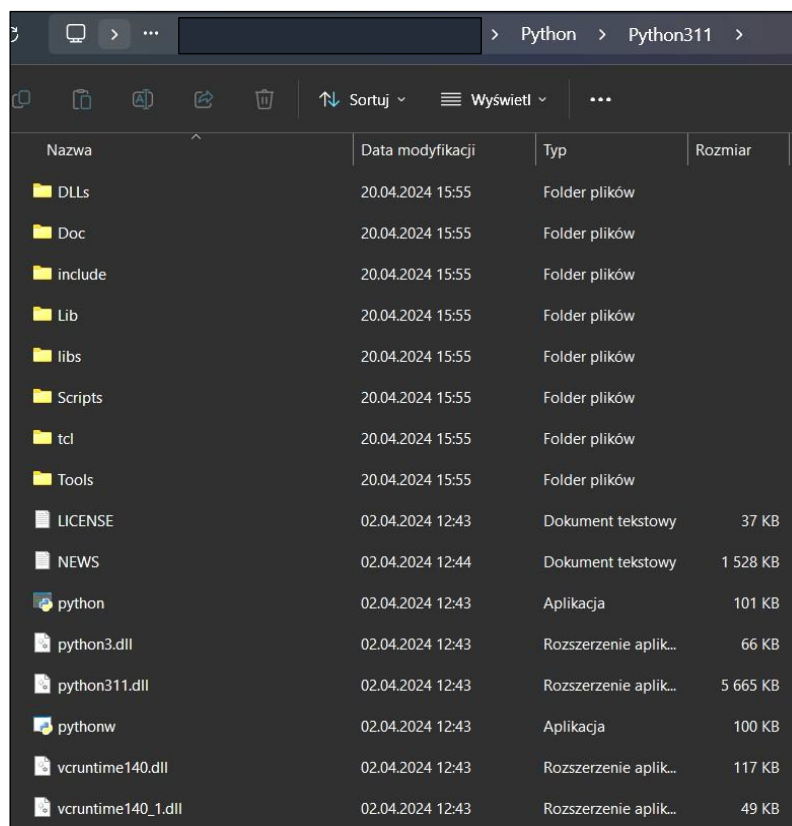 Python > Python311 >
Sortuj Wyświetl
Nazwa Data modyfikacji Typ Rozmiar
DLLs 20.04.2024 15:55 Folder plików
Doc 20.04.2024 15:55 Folder plików
include 20.04.2024 15:55 Folder plików
Lib 20.04.2024 15:55 Folder plików
libs 20.04.2024 15:55 Folder plików
Scripts 20.04.2024 15:55 Folder plików
tcl 20.04.2024 15:55 Folder plików
Tools 20.04.2024 15:55 Folder plików
LICENSE 02.04.2024 12:43 Dokument tekstowy 37 KB
NEWS 02.04.2024 12:44 Dokument tekstowy 1 528 KB
python 02.04.2024 12:43 Aplikacja 101 KB
python3.dll 02.04.2024 12:43 Rozszerzenie aplik... 66 KB
python311.dll 02.04.2024 12:43 Rozszerzenie aplik... 5 665 KB
pythonw 02.04.2024 12:43 Aplikacja 100 KB
vcruntime140.dll 02.04.2024 12:43 Rozszerzenie aplik... 117 KB
vcruntime140_1.dll 02.04.2024 12:43 Rozszerzenie aplik... 49 KB